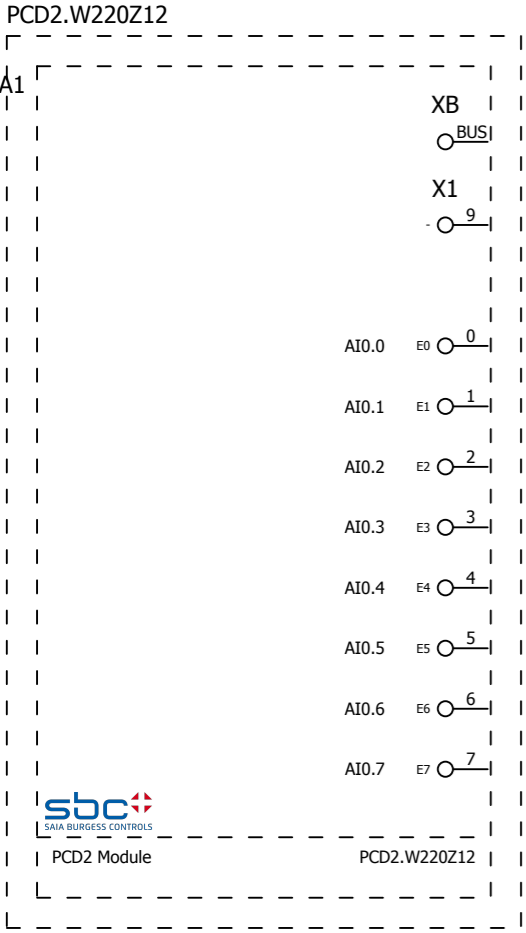 PCD2.W220Z12
A1
XB
BUS
X1
- 9
AI0.0 E0 0
AI0.1 E1 1
AI0.2 E2 2
AI0.3 E3 3
AI0.4 E4 4
AI0.5 E5 5
AI0.6 E6 6
AI0.7 E7 7
sbc
SAIA BURGESS CONTROLS
PCD2 Module PCD2.W220Z12